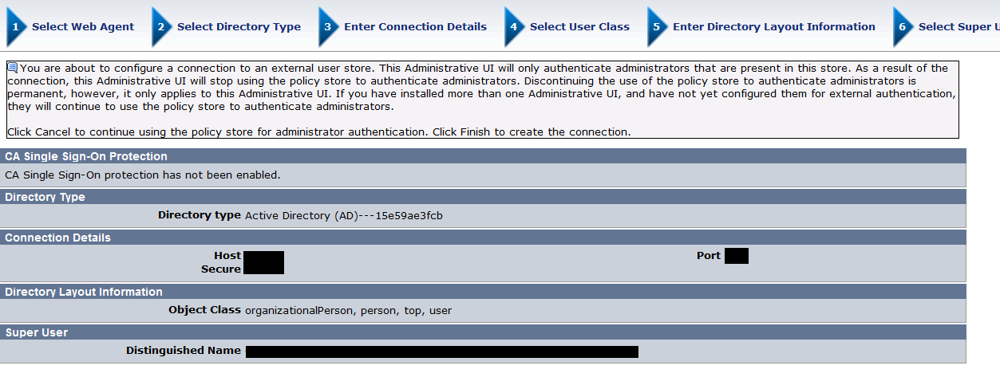 1 Select Web Agent 2 Select Directory Type 3 Enter Connection Details 4 Select User Class 5 Enter Directory Layout Information 6 Select Super U
You are about to configure a connection to an external user store. This Administrative UI will only authenticate administrators that are present in this store. As a result of the
connection, this Administrative UI will stop using the policy store to authenticate administrators. Discontinuing the use of the policy store to authenticate administrators is
permanent, however, it only applies to this Administrative UI. If you have installed more than one Administrative UI, and have not yet configured them for external authentication,
they will continue to use the policy store to authenticate administrators.
Click Cancel to continue using the policy store for administrator authentication. Click Finish to create the connection.
CA Single Sign-On Protection
CA Single Sign-On protection has not been enabled.
Directory Type
Directory type Active Directory (AD)---15e59ae3fcb
Connection Details
Host Port
Secure
Directory Layout Information
Object Class organizationalPerson, person, top, user
Super User
Distinguished Name